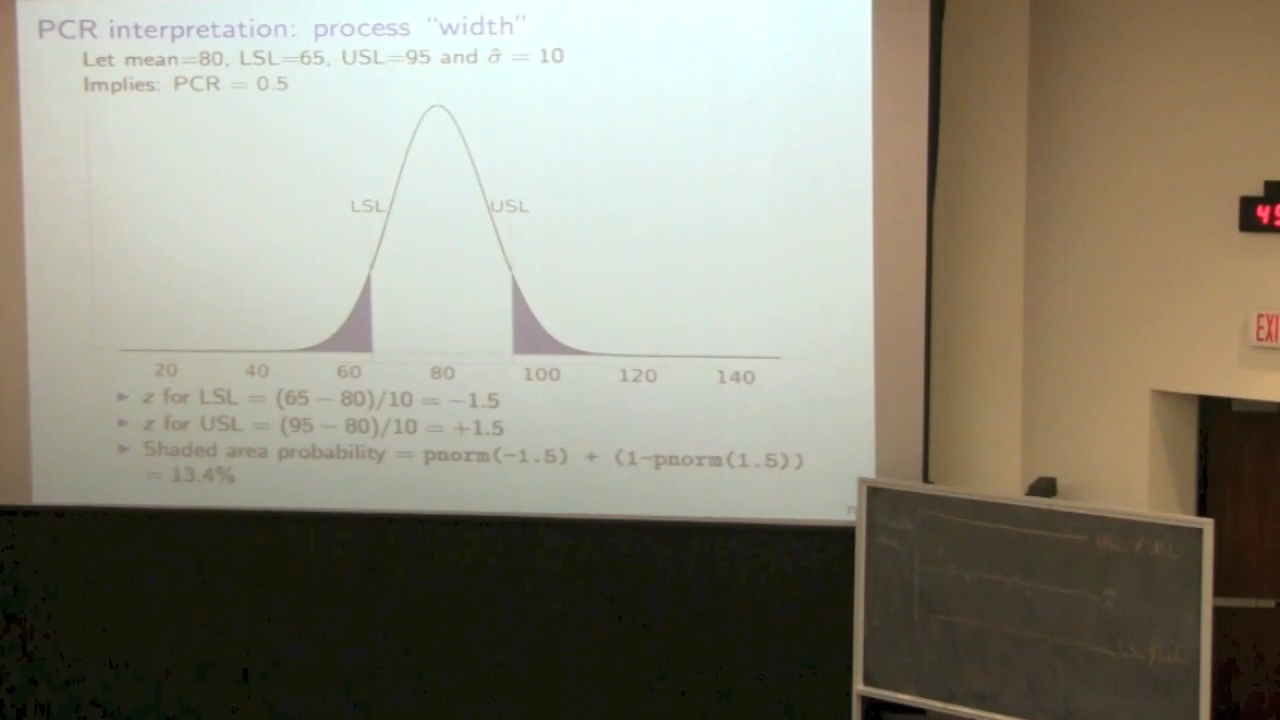 PCR interpretation: process "width"
Let mean=80, LSL=65, USL=95 and σ̂ = 10
Implies: PCR = 0.5
LSL
USL
20 40 60 80 100 120 140
▶ z for LSL = (65 − 80)/10 = −1.5
▶ z for USL = (95 − 80)/10 = +1.5
▶ Shaded area probability = pnorm(-1.5) + (1-pnorm(1.5))
= 13.4%
EXI